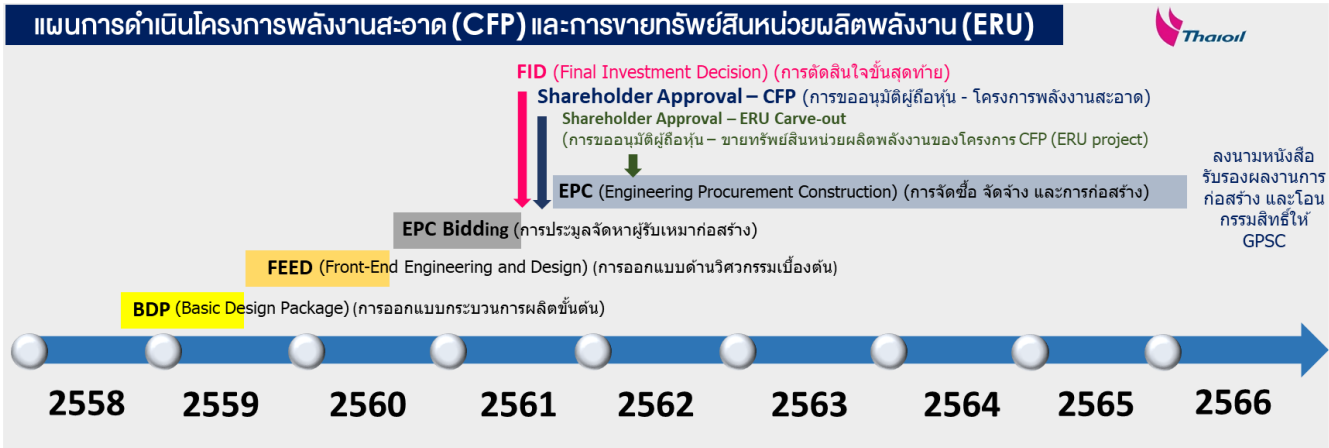 แผนการดำเนินโครงการพลังงานสะอาด (CFP) และการขายทรัพย์สินหน่วยผลิตพลังงาน (ERU)
Thaioil
FID (Final Investment Decision) (การตัดสินใจขั้นสุดท้าย)
Shareholder Approval – CFP (การขออนุมัติผู้ถือหุ้น - โครงการพลังงานสะอาด)
Shareholder Approval – ERU Carve-out
(การขออนุมัติผู้ถือหุ้น – ขายทรัพย์สินหน่วยผลิตพลังงานของโครงการ CFP (ERU project)
EPC (Engineering Procurement Construction) (การจัดซื้อ จัดจ้าง และการก่อสร้าง)
ลงนามหนังสือ
รับรองผลงานการ
ก่อสร้าง และโอน
กรรมสิทธิ์ให้
GPSC
EPC Bidding (การประมูลจัดหาผู้รับเหมาก่อสร้าง)
FEED (Front-End Engineering and Design) (การออกแบบด้านวิศวกรรมเบื้องต้น)
BDP (Basic Design Package) (การออกแบบกระบวนการผลิตขั้นต้น)
2558 2559 2560 2561 2562 2563 2564 2565 2566